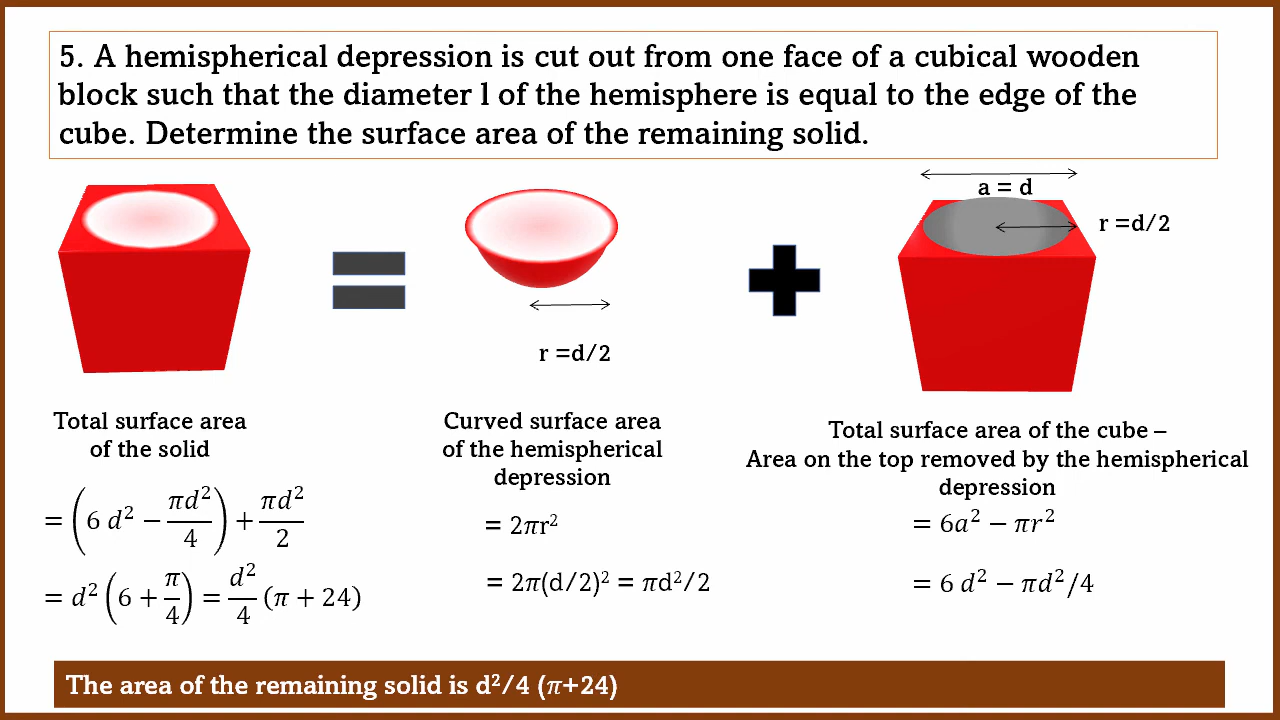 5. A hemispherical depression is cut out from one face of a cubical wooden
block such that the diameter l of the hemisphere is equal to the edge of the
cube. Determine the surface area of the remaining solid.
a = d
r =d/2
r =d/2
Total surface area
of the solid
= (6 d² − πd²/4) + πd²/2
= d² (6 + π/4) = d²/4 (π + 24)
Curved surface area
of the hemispherical
depression
= 2πr²
= 2π(d/2)² = πd²/2
Total surface area of the cube –
Area on the top removed by the hemispherical
depression
= 6a² − πr²
= 6 d² − πd²/4
The area of the remaining solid is d²/4 (π+24)